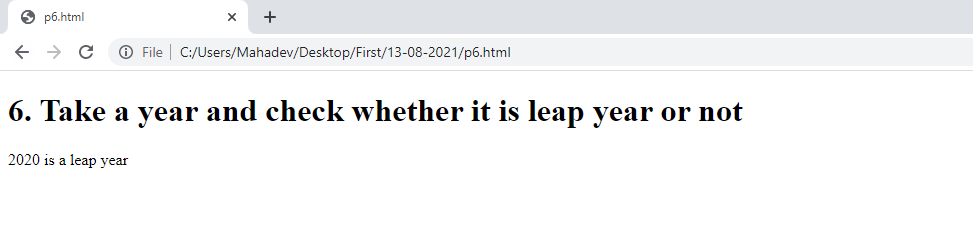 p6.html
File
C:/Users/Mahadev/Desktop/First/13-08-2021/p6.html
6. Take a year and check whether it is leap year or not
2020 is a leap year